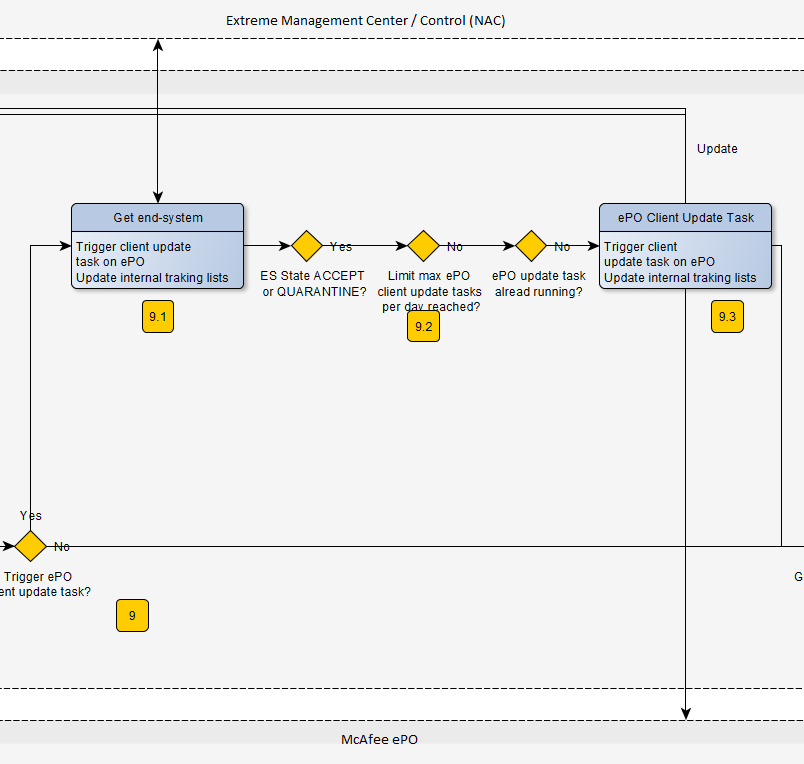 Extreme Management Center / Control (NAC)
Update
Get end-system
Trigger client update
task on ePO
Update internal traking lists
9.1
Yes
ES State ACCEPT
or QUARANTINE?
No
Limit max ePO
client update tasks
per day reached?
9.2
No
ePO update task
alread running?
ePO Client Update Task
Trigger client
update task on ePO
Update internal traking lists
9.3
Yes
No
Trigger ePO
ent update task?
9
G
McAfee ePO